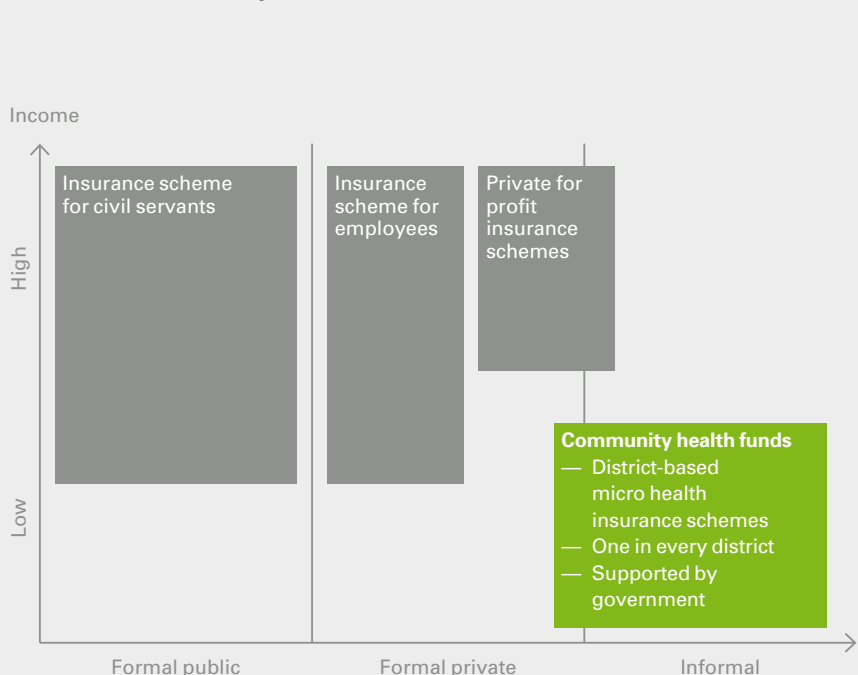 Income
High
Low
Insurance scheme
for civil servants
Insurance
scheme for
employees
Private for
profit
insurance
schemes
Community health funds
— District-based
micro health
insurance schemes
— One in every district
— Supported by
government
Formal public
Formal private
Informal